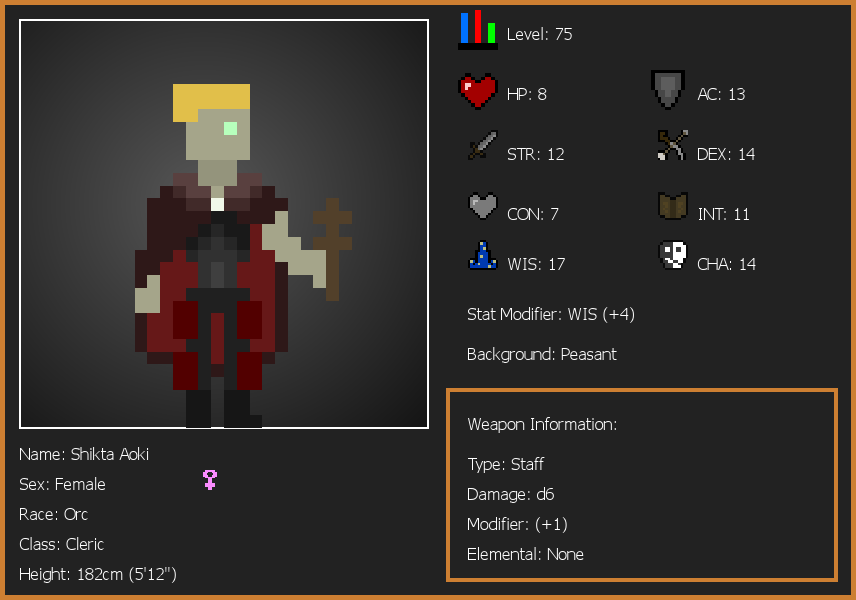 Level: 75
HP: 8
AC: 13
STR: 12
DEX: 14
CON: 7
INT: 11
WIS: 17
CHA: 14
Stat Modifier: WIS (+4)
Background: Peasant
Weapon Information:
Type: Staff
Damage: d6
Modifier: (+1)
Elemental: None
Name: Shikta Aoki
Sex: Female
Race: Orc
Class: Cleric
Height: 182cm (5'12")